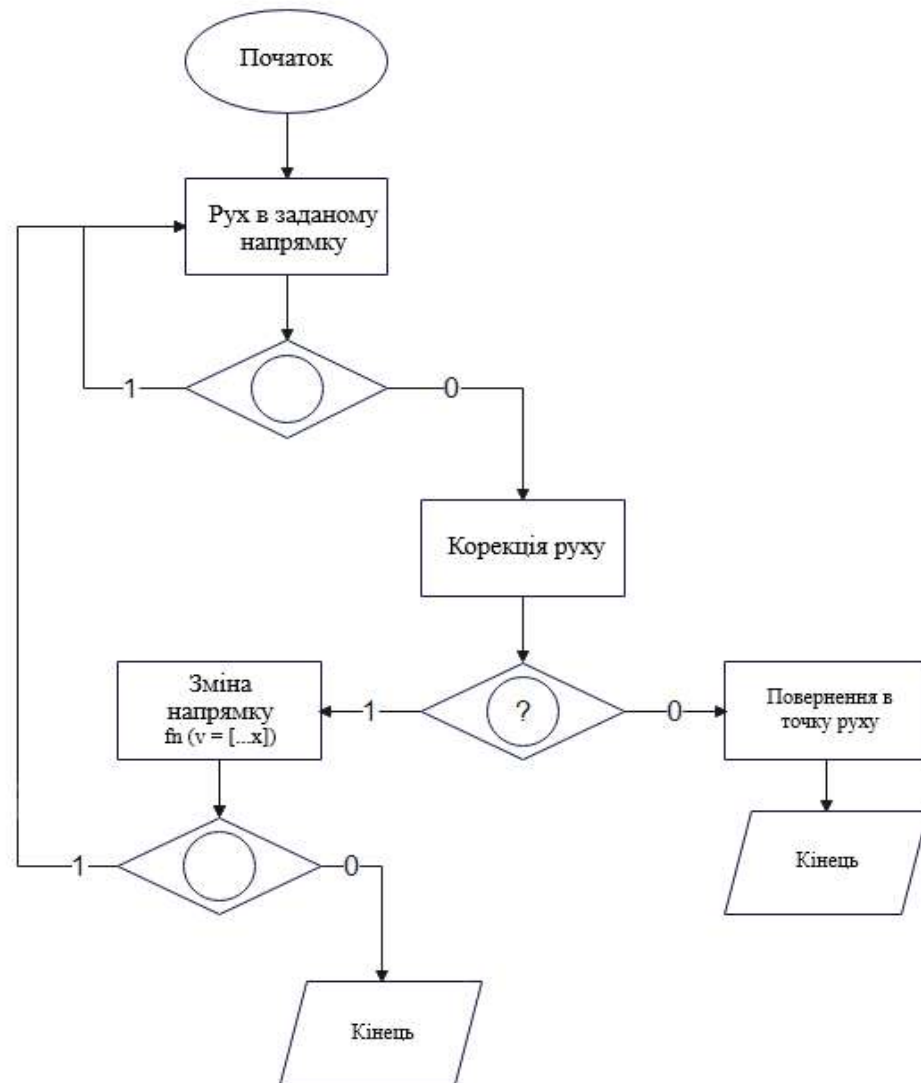 Початок
Рух в заданому
напрямку
1
0
Корекція руху
Зміна
напрямку
fn (v = [...x])
1
?
0
Повернення в
точку руху
1
0
Кінець
Кінець